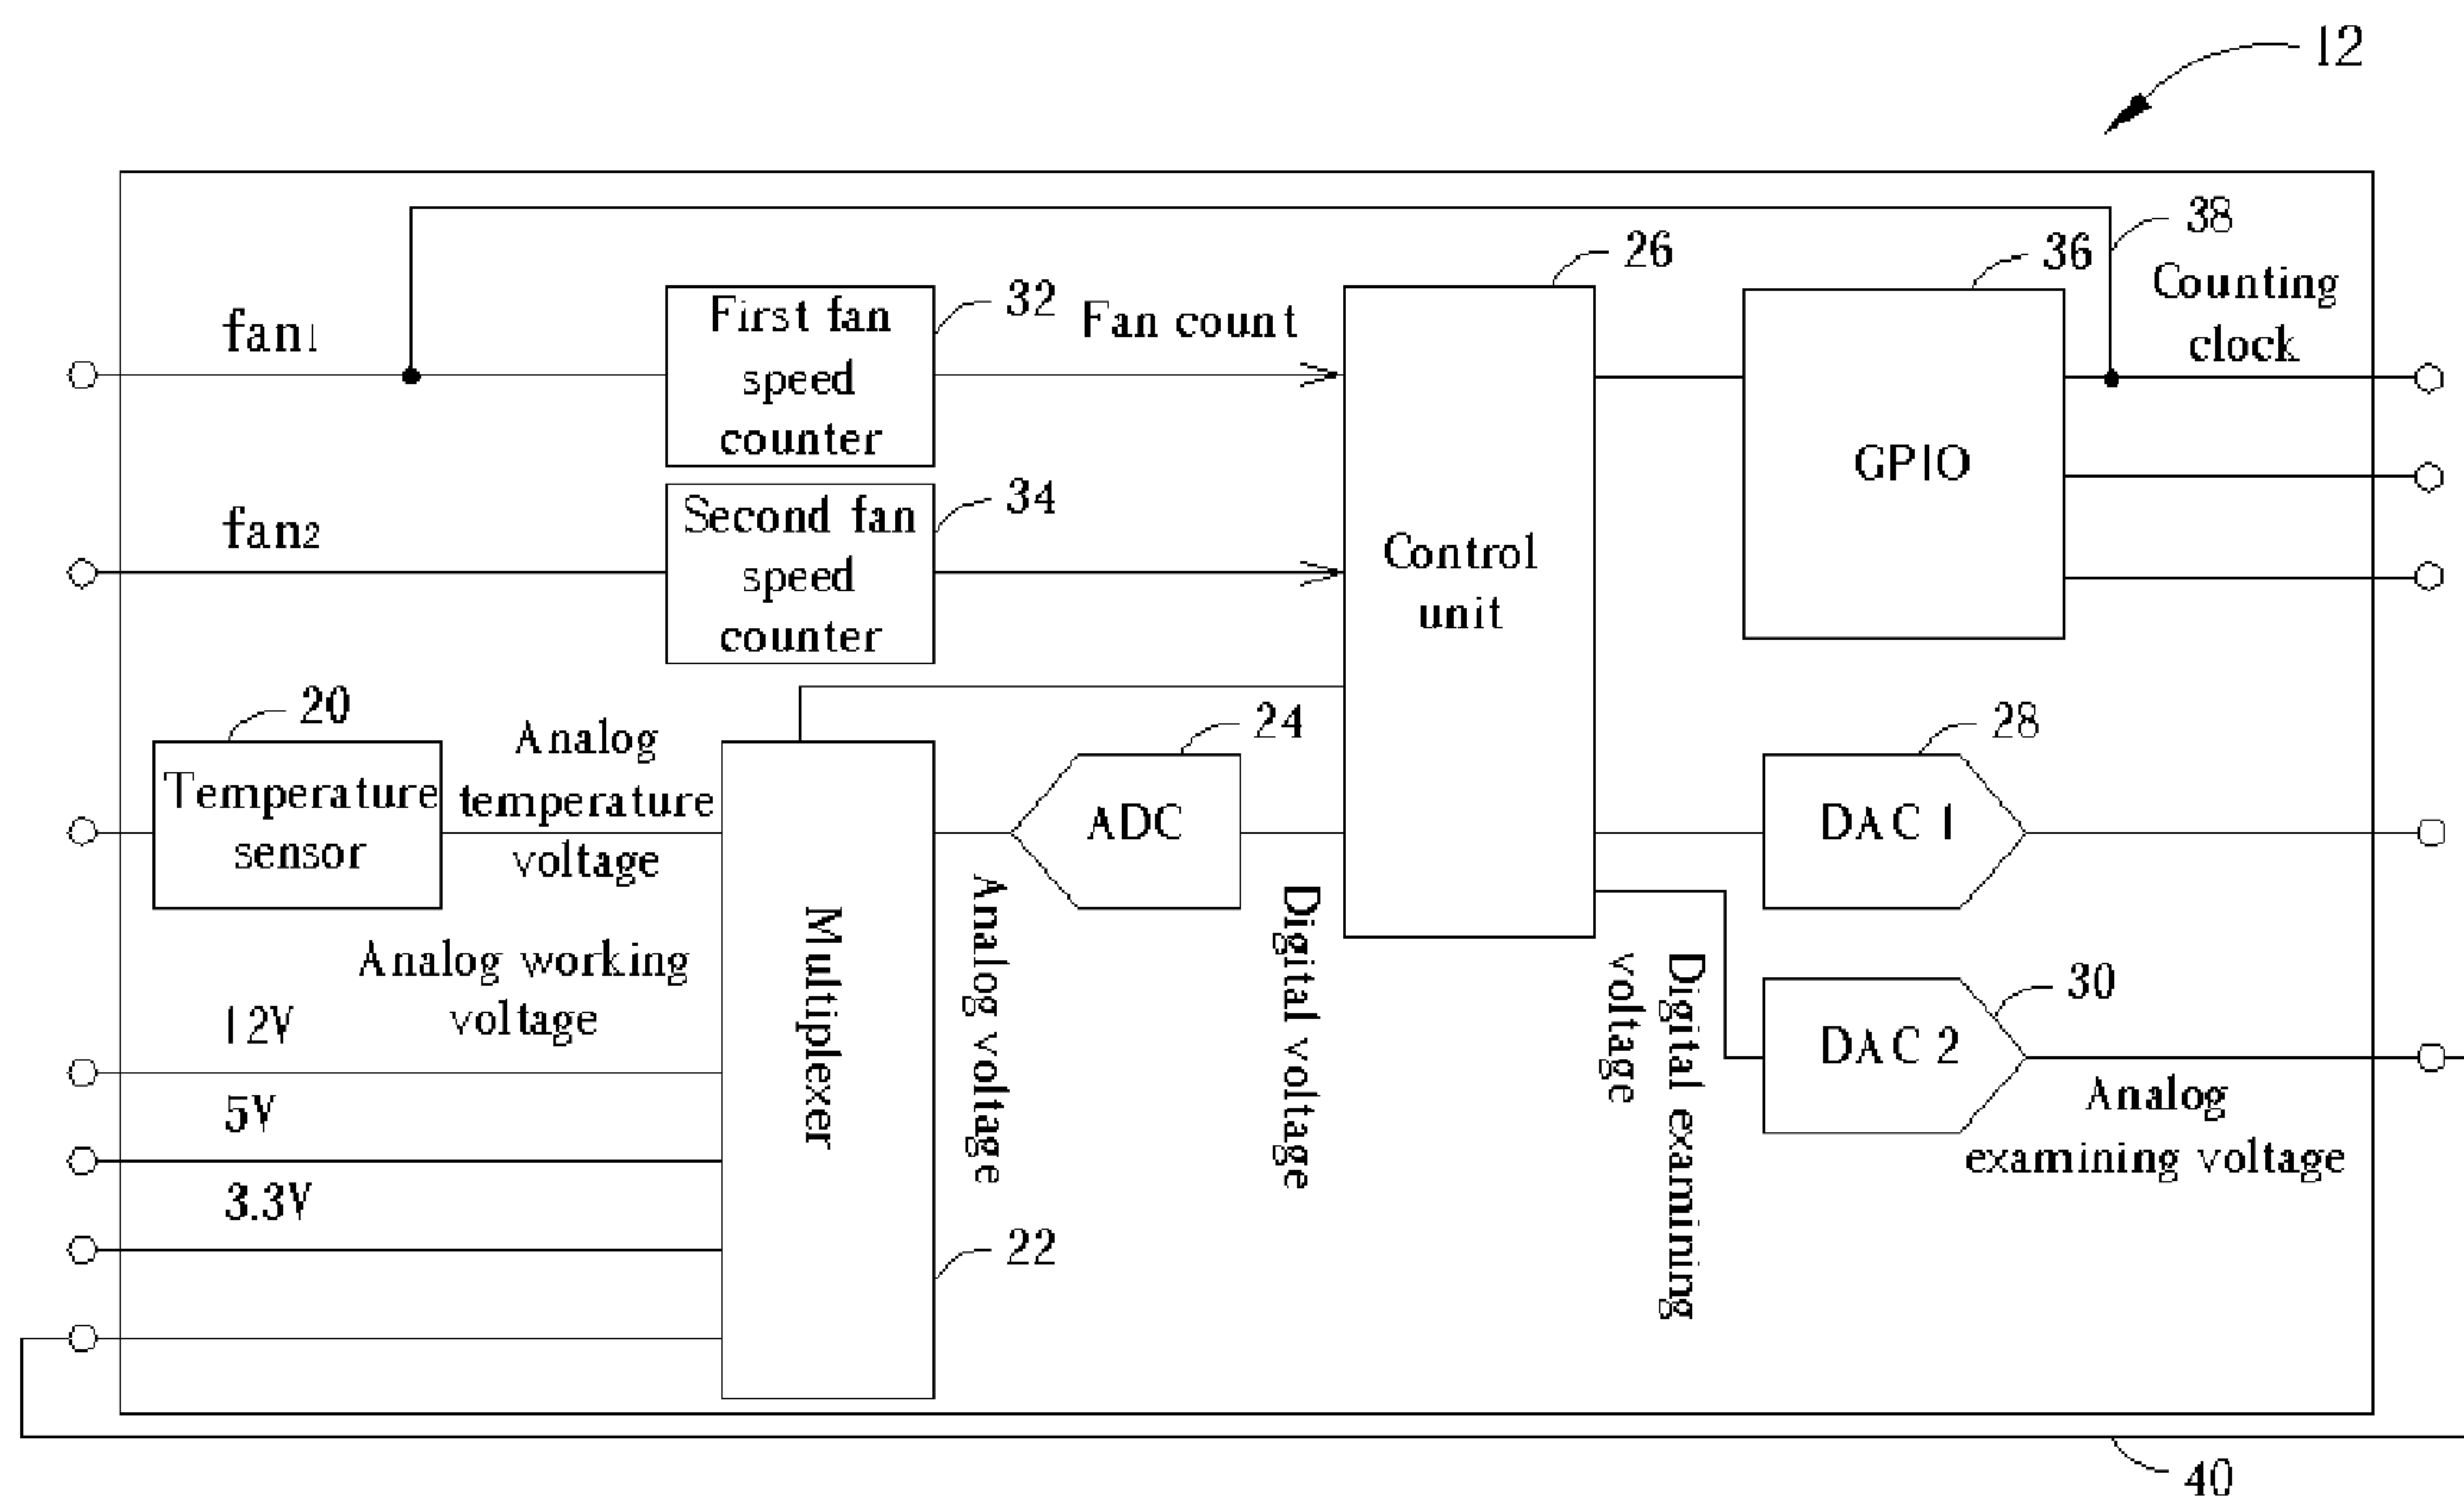 12
38
Counting
clock
26
36
32
First fan
speed
counter
Fan count
fan1
GPIO
34
Second fan
speed
counter
fan2
Control
unit
20
Temperature
sensor
Analog
temperature
voltage
24
ADC
28
DAC 1
Multiplexer
Analog voltage
Digital voltage
Digital examining
voltage
30
DAC 2
Analog
examining voltage
Analog working
voltage
12V
5V
3.3V
22
40